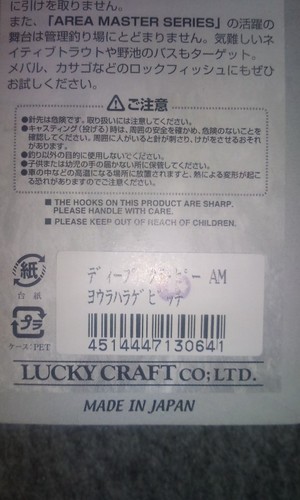 に引けを取りません。
また、「AREA MASTER SERIES」の活躍の
舞台は管理釣り場にとどまりません。気難しいネ
イティブトラウトや野池のバスもターゲット。
メバル、カサゴなどのロックフィッシュにもぜひ
お試しください。
⚠ご注意
●針先は危険です。取り扱いには注意してください。
●キャスティング（投げる）時は、周囲の安全を確かめ、危険のないことを
確認してください。周囲に人がいると針が刺さり、けがをさせるおそれ
があります。
●釣り以外の目的に使用しないでください。
●子供または幼児の手の届かない所に保管してください。
●車の中などの高温になる場所に放置されますと、熱による変形が起こ
る恐れがありますのでご注意ください。
■ THE HOOKS ON THIS PRODUCT ARE SHARP.
PLEASE HANDLE WITH CARE.
■ PLEASE KEEP OUT OF REACH OF CHILDREN.
紙
台 紙
プラ
ケース:PET
ピー AM
4514447130641
LUCKY CRAFT CO;LTD.
MADE IN JAPAN